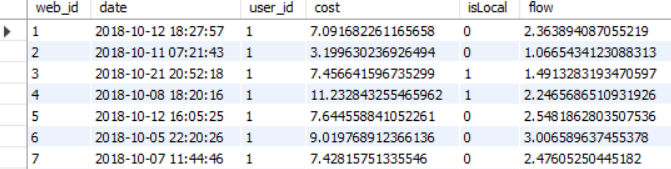 web_id date user_id cost isLocal flow
1 2018-10-12 18:27:57 1 7.091682261165658 0 2.363894087055219
2 2018-10-11 07:21:43 1 3.199630236926494 0 1.0665434123088313
3 2018-10-21 20:52:18 1 7.456641596735299 1 1.4913283193470597
4 2018-10-08 18:20:16 1 11.232843255465962 1 2.2465686510931926
5 2018-10-12 16:05:25 1 7.644558841052261 0 2.5481862803507536
6 2018-10-05 22:20:26 1 9.019768912366136 0 3.006589637455378
7 2018-10-07 11:44:46 1 7.42815751335546 0 2.47605250445182